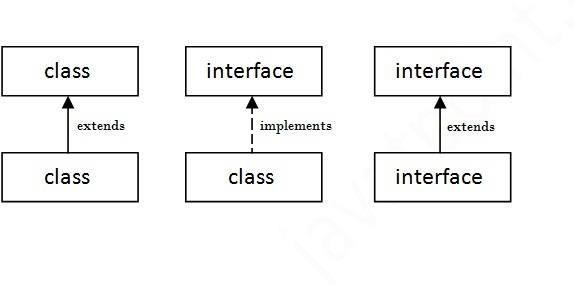 class
interface
interface
extends
implements
extends
class
class
interface